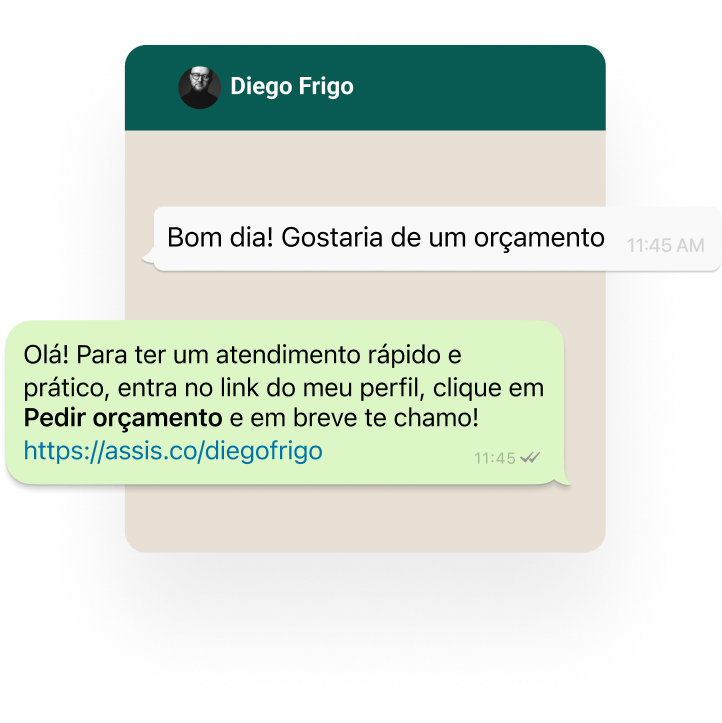 Diego Frigo
Bom dia! Gostaria de um orçamento
11:45 AM
Olá! Para ter um atendimento rápido e
prático, entra no link do meu perfil, clique em
Pedir orçamento e em breve te chamo!
https://assis.co/diegofrigo
11:45